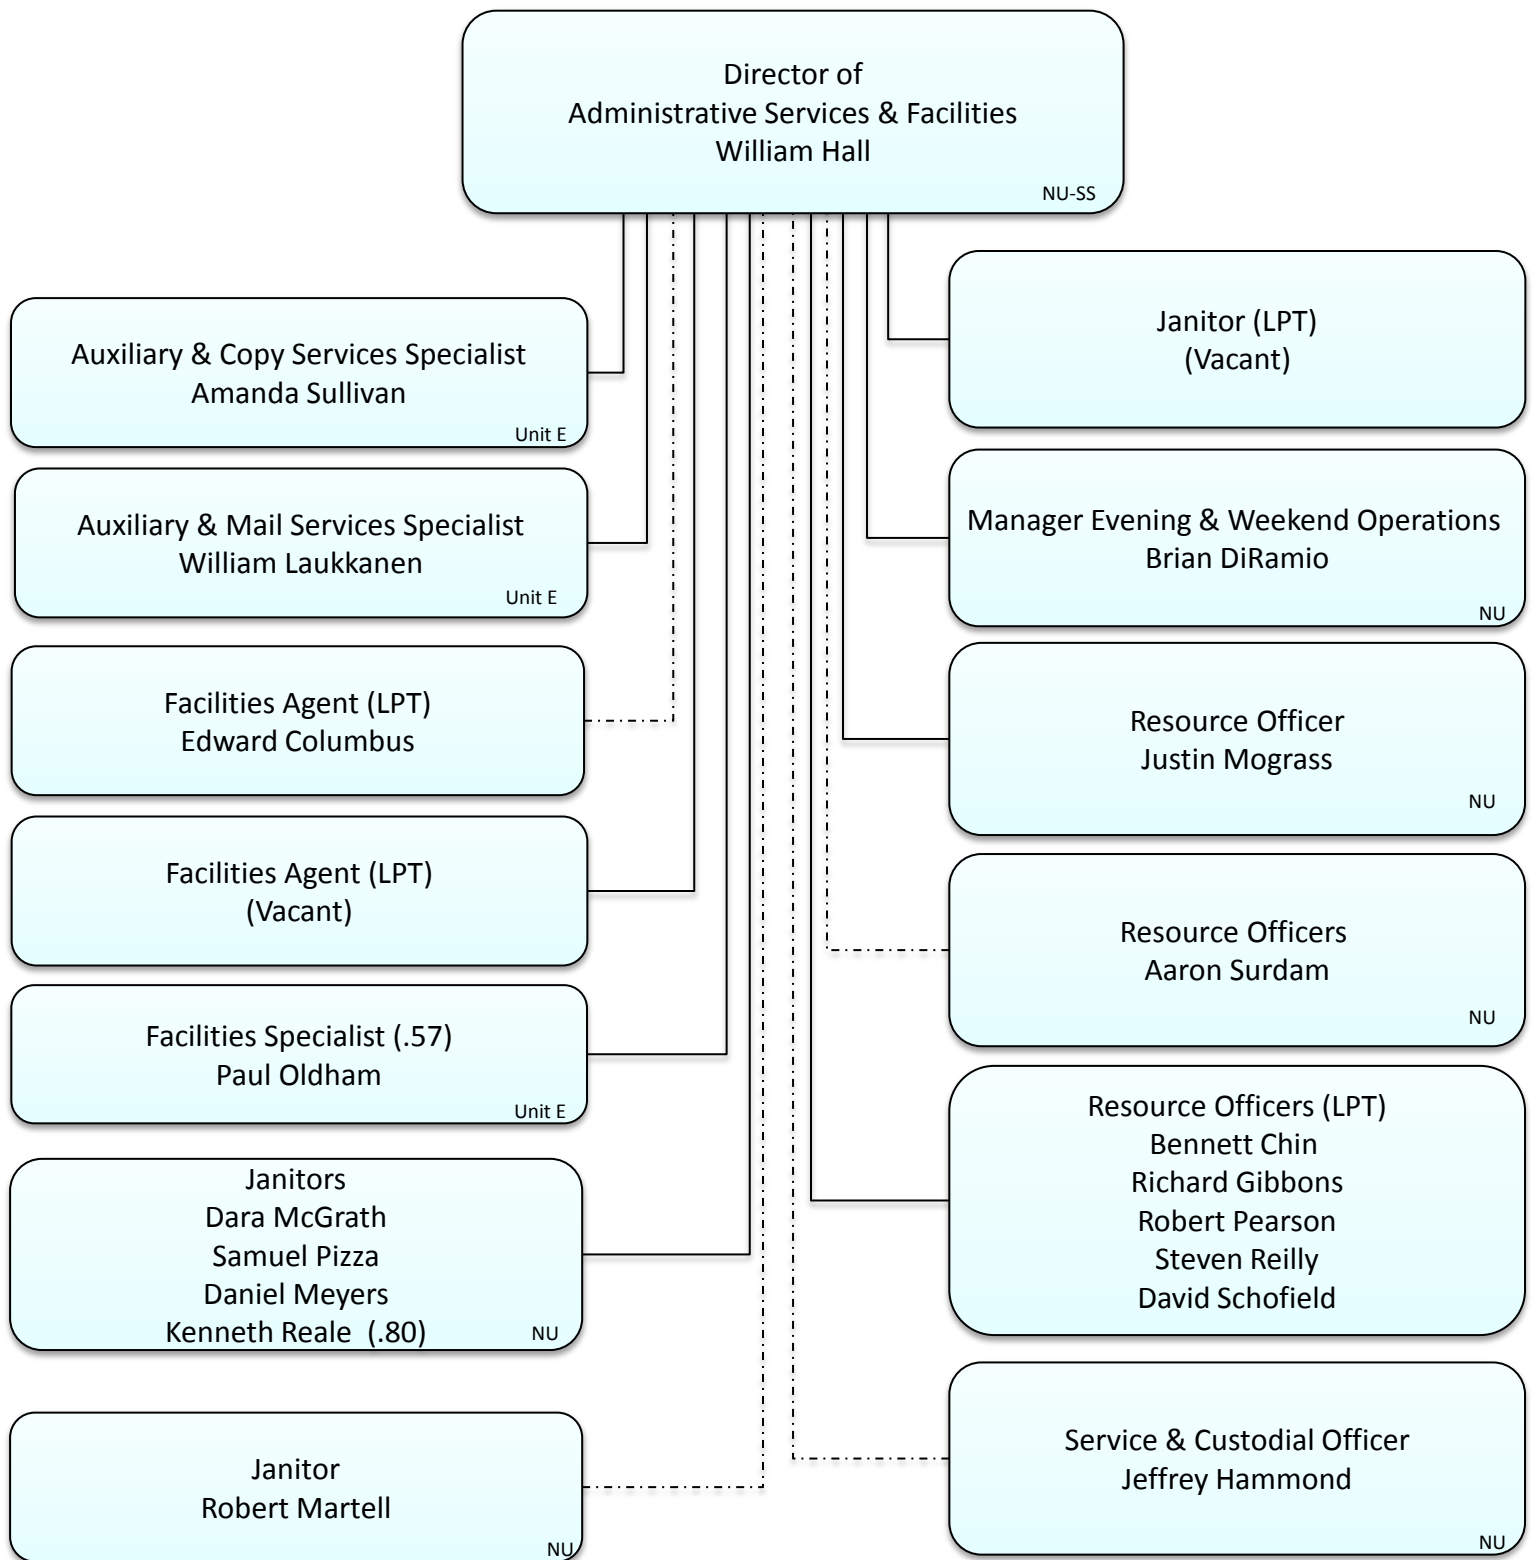 Director of
Administrative Services & Facilities
William Hall
NU-SS
Auxiliary & Copy Services Specialist
Amanda Sullivan
Unit E
Auxiliary & Mail Services Specialist
William Laukkanen
Unit E
Facilities Agent (LPT)
Edward Columbus
Facilities Agent (LPT)
(Vacant)
Facilities Specialist (.57)
Paul Oldham
Unit E
Janitors
Dara McGrath
Samuel Pizza
Daniel Meyers
Kenneth Reale (.80)
NU
Janitor
Robert Martell
NU
Janitor (LPT)
(Vacant)
Manager Evening & Weekend Operations
Brian DiRamio
NU
Resource Officer
Justin Mograss
NU
Resource Officers
Aaron Surdam
NU
Resource Officers (LPT)
Bennett Chin
Richard Gibbons
Robert Pearson
Steven Reilly
David Schofield
Service & Custodial Officer
Jeffrey Hammond
NU